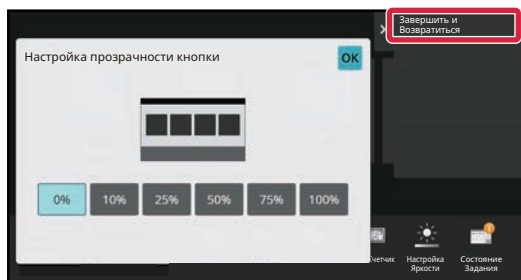 Завершить и
Возвратиться
Настройка прозрачности кнопки
OK
0% 10% 25% 50% 75% 100%
Настройка Состояние
Яркости Задания